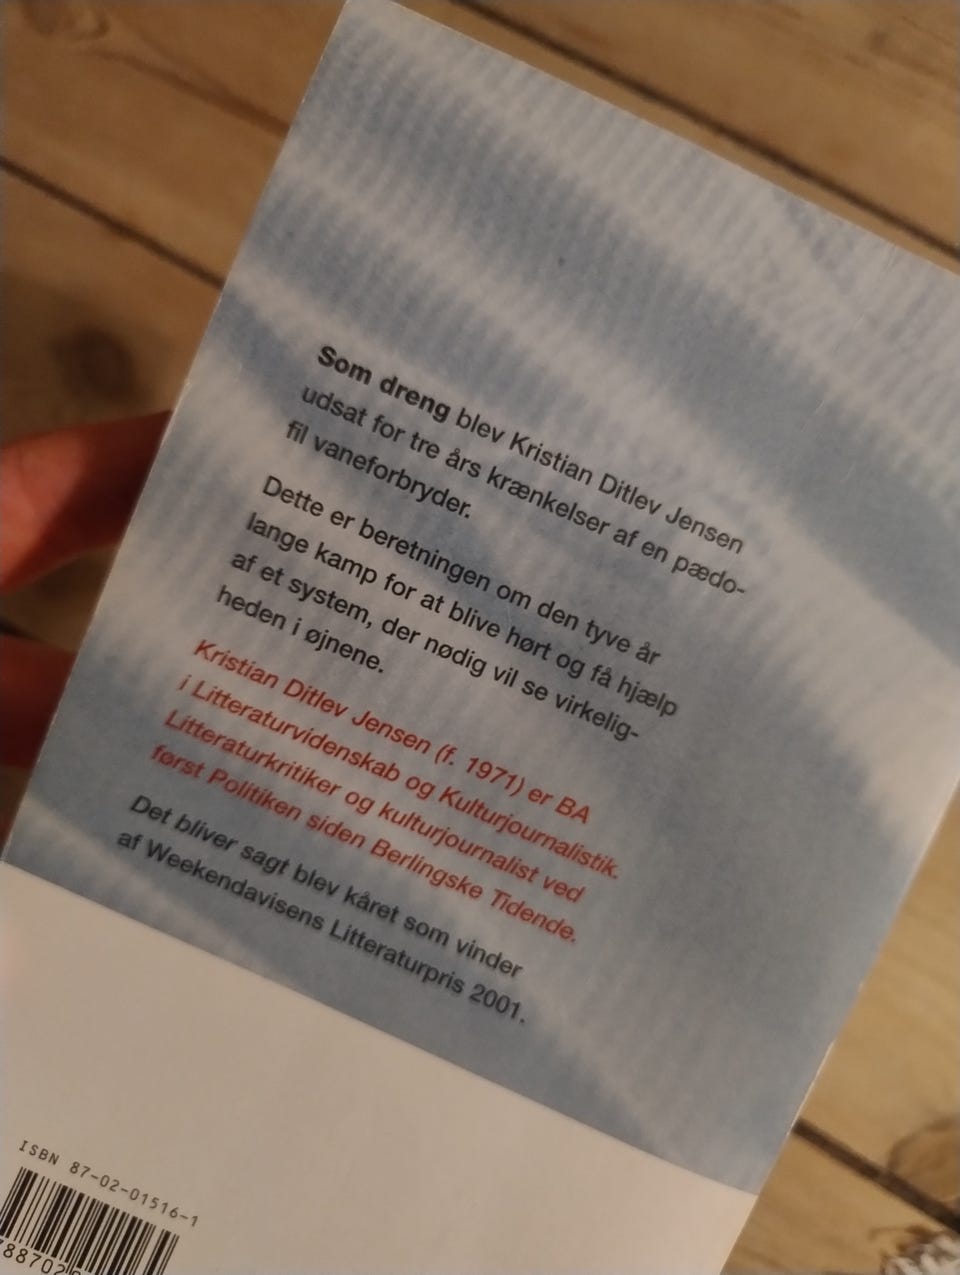 Som dreng blev Kristian Ditlev Jensen
udsat for tre års krænkelser af en pædo-
fil vaneforbryder.
Dette er beretningen om den tyve år
lange kamp for at blive hørt og få hjælp
af et system, der nødig vil se virkelig-
heden i øjnene.
Kristian Ditlev Jensen (f. 1971) er BA
i Litteraturvidenskab og Kulturjournalistik.
Litteraturkritiker og kulturjournalist ved
først Politiken siden Berlingske Tidende.
Det bliver sagt blev kåret som vinder
af Weekendavisens Litteraturpris 2001.
ISBN 87-02-01516-1